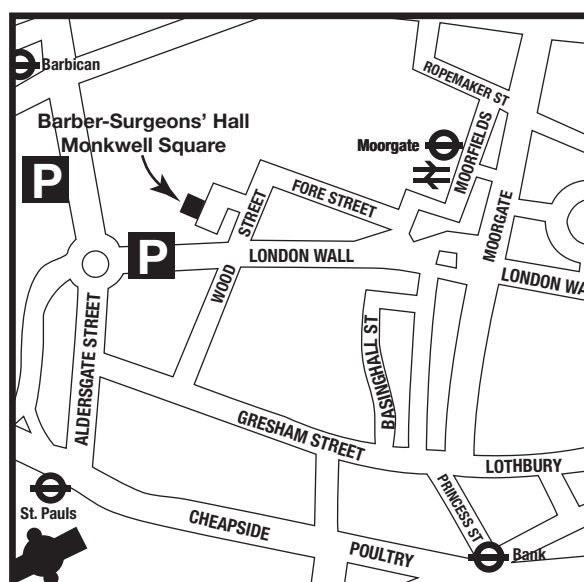 Barbican
ROPEMAKER ST
Barber-Surgeons' Hall
Monkwell Square
Moorgate
MOORFIELDS
P
FORE STREET
WOOD STREET
MOORGATE
P
LONDON WALL
LONDON WA
ALDERSGATE STREET
BASINGHALL ST
GRESHAM STREET
LOTHBURY
PRINCESS ST
St. Pauls
CHEAPSIDE
POULTRY
Bank